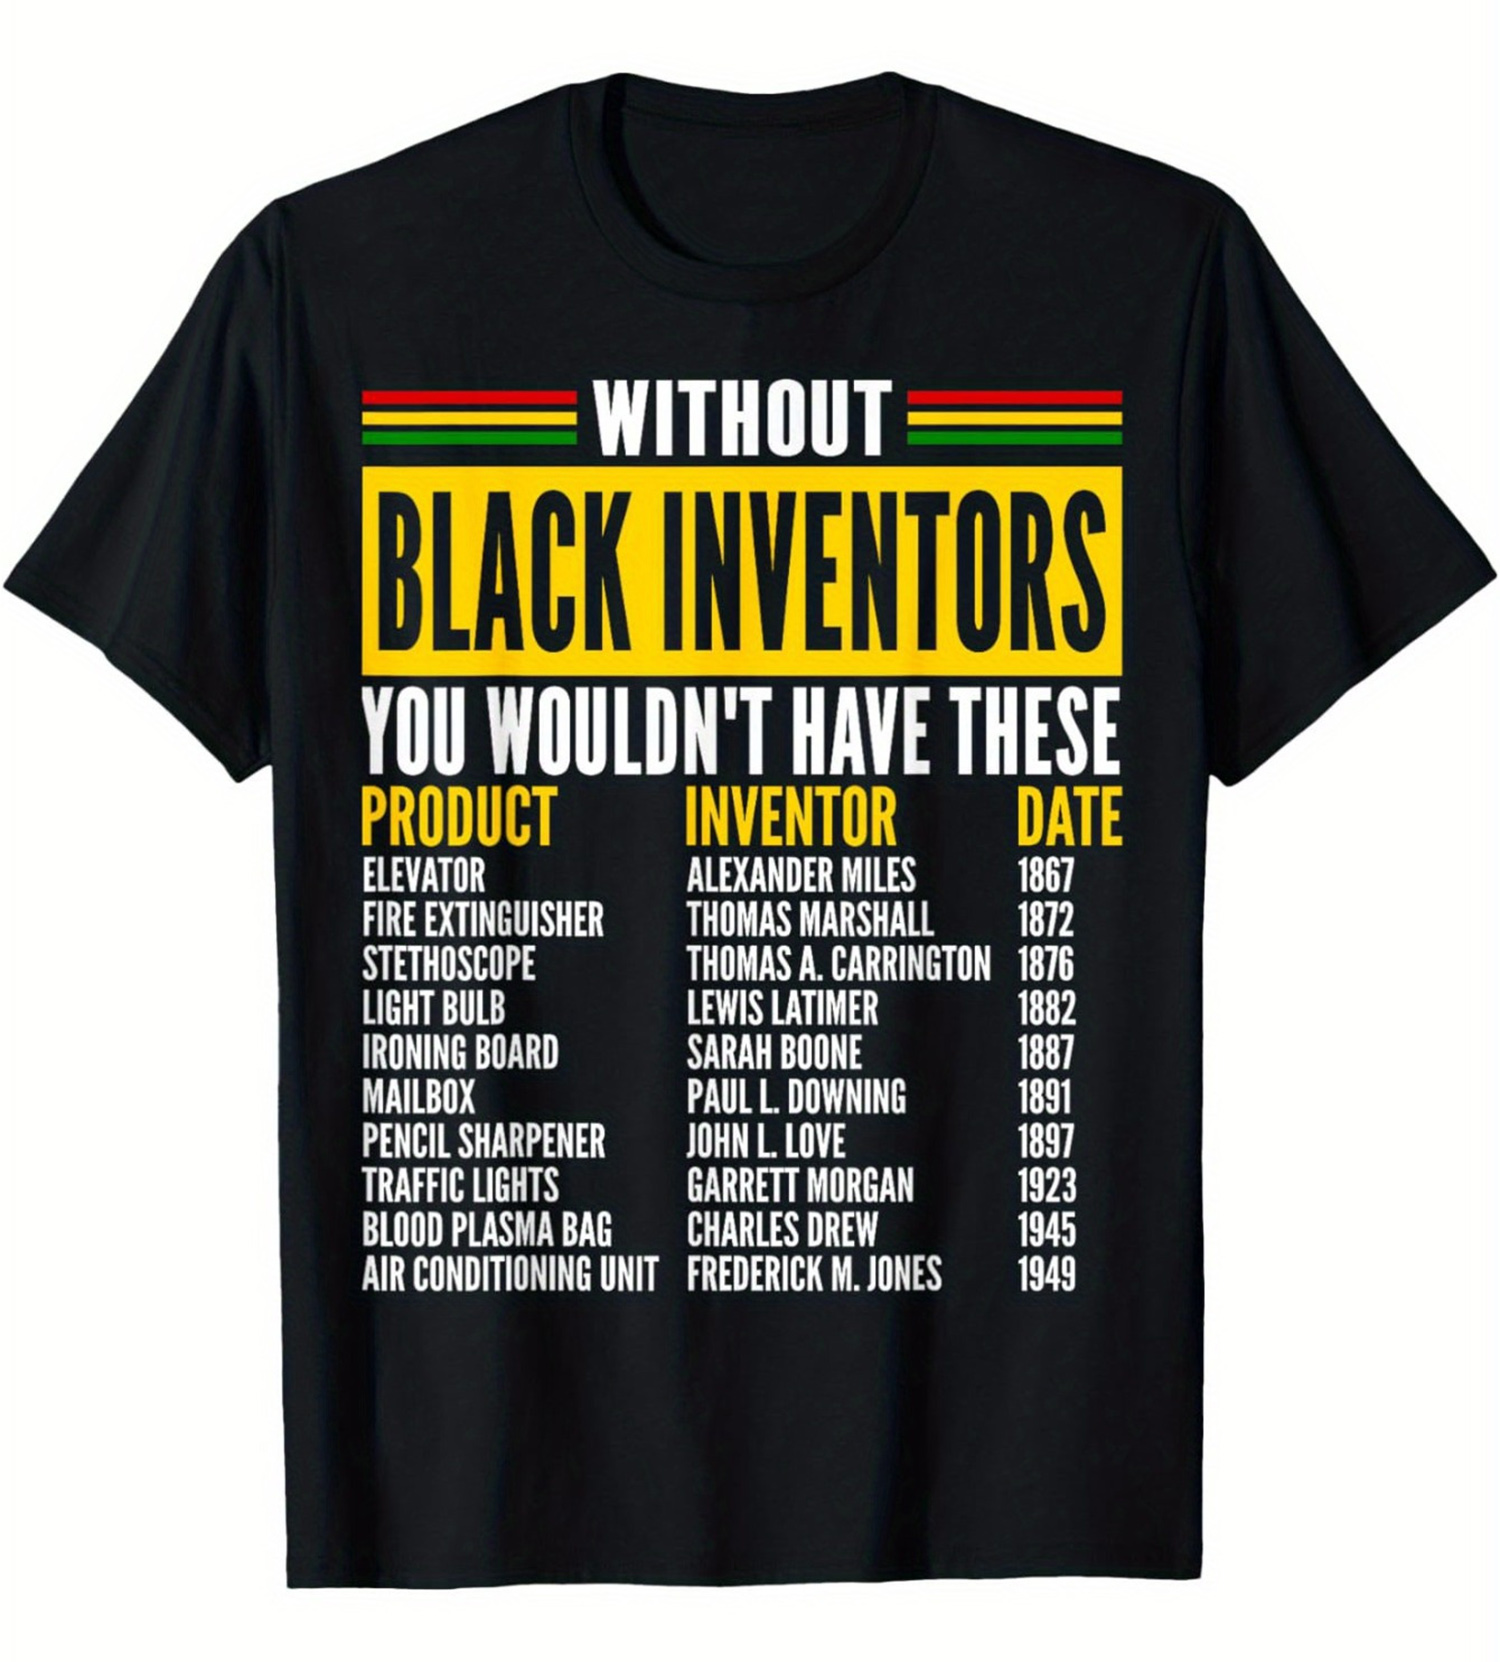 WITHOUT
BLACK INVENTORS
YOU WOULDN'T HAVE THESE
PRODUCT INVENTOR DATE
ELEVATOR ALEXANDER MILES 1867
FIRE EXTINGUISHER THOMAS MARSHALL 1872
STETHOSCOPE THOMAS A. CARRINGTON 1876
LIGHT BULB LEWIS LATIMER 1882
IRONING BOARD SARAH BOONE 1887
MAILBOX PAUL L. DOWNING 1891
PENCIL SHARPENER JOHN L. LOVE 1897
TRAFFIC LIGHTS GARRETT MORGAN 1923
BLOOD PLASMA BAG CHARLES DREW 1945
AIR CONDITIONING UNIT FREDERICK M. JONES 1949